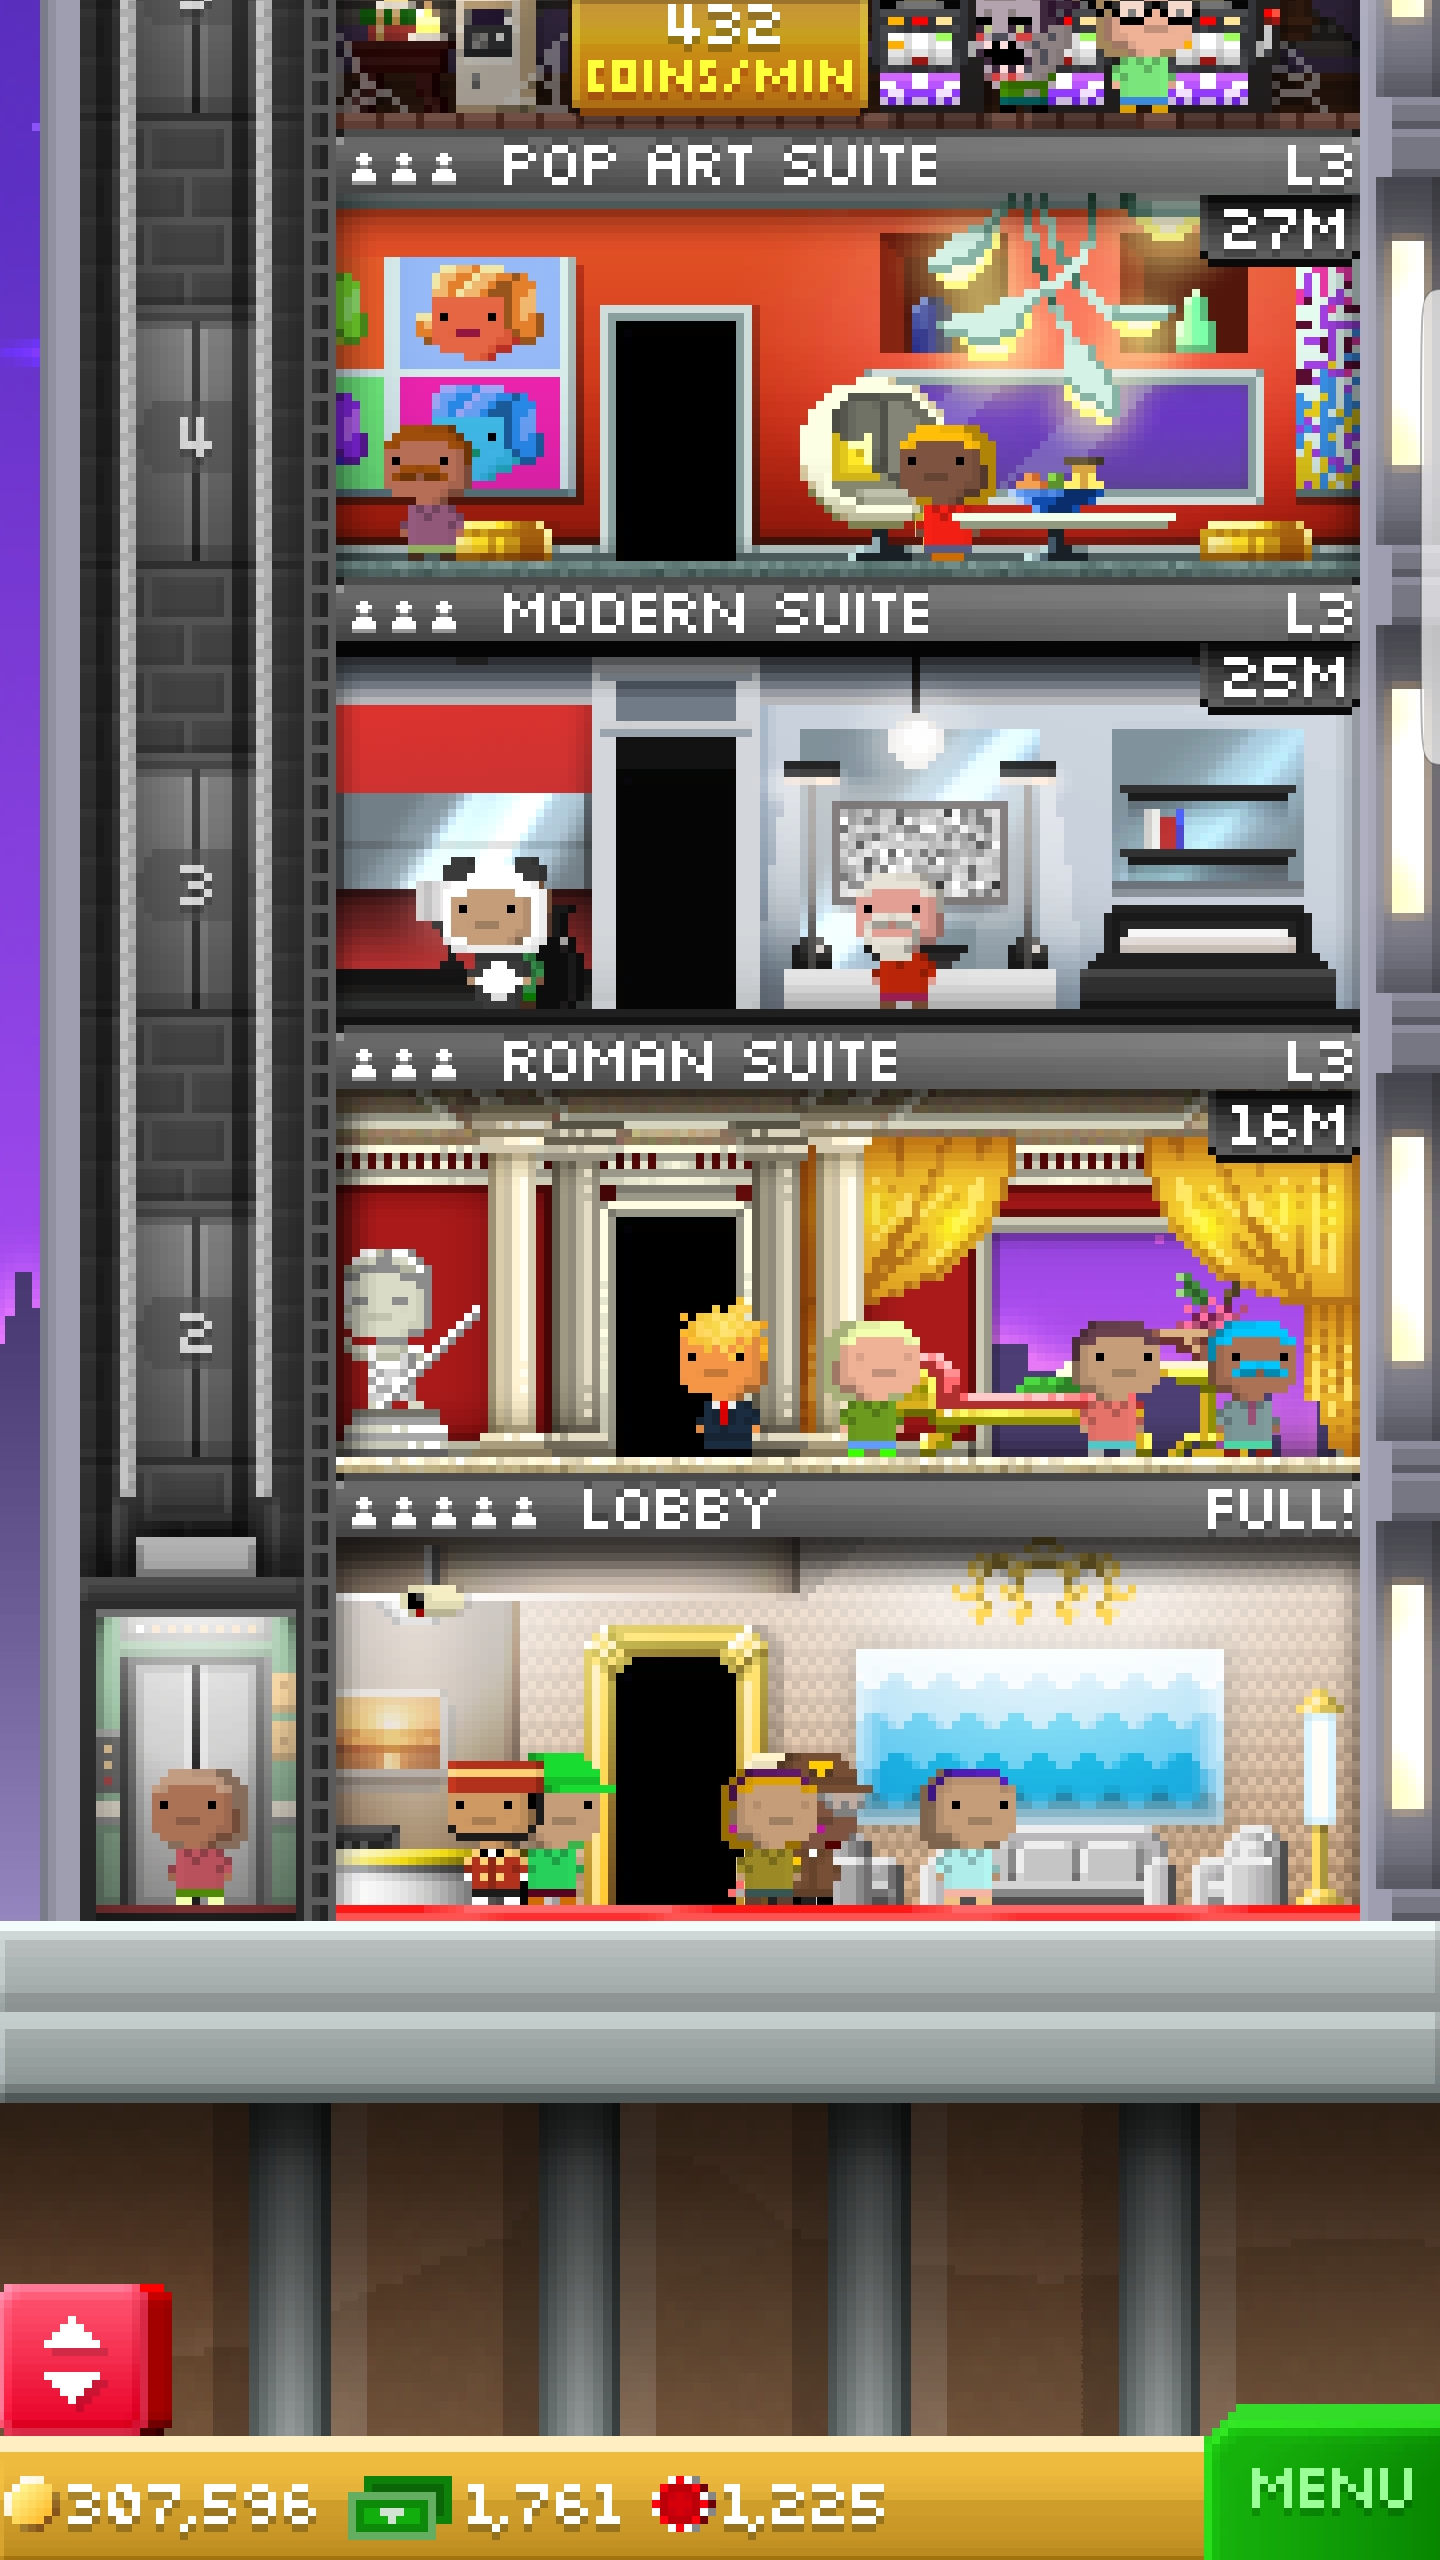 432
COINS/MIN
POP ART SUITE L3
27M
4
MODERN SUITE L3
25M
3
ROMAN SUITE L3
16M
2
LOBBY FULL!
307,596 1,761 1,225 MENU